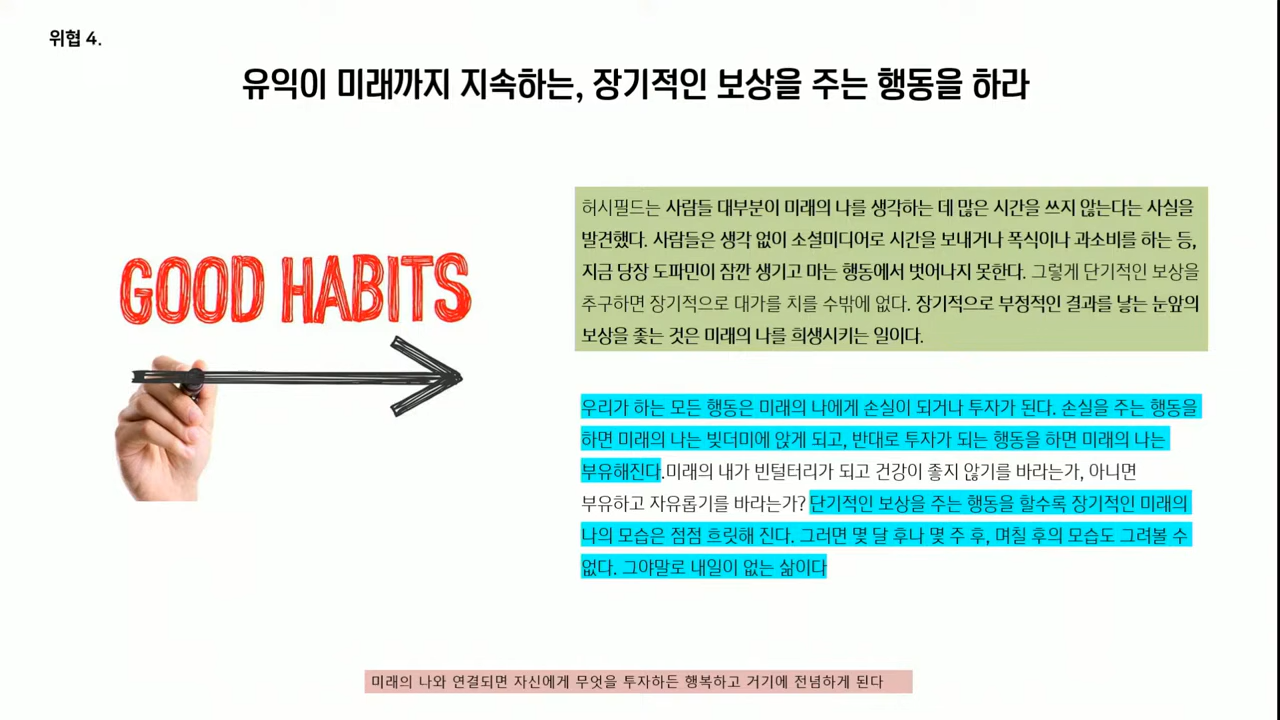 위협 4.
유익이 미래까지 지속하는, 장기적인 보상을 주는 행동을 하라
GOOD HABITS
허시필드는 사람들 대부분이 미래의 나를 생각하는 데 많은 시간을 쓰지 않는다는 사실을
발견했다. 사람들은 생각 없이 소셜미디어로 시간을 보내거나 폭식이나 과소비를 하는 등,
지금 당장 도파민이 잠깐 생기고 마는 행동에서 벗어나지 못한다. 그렇게 단기적인 보상을
추구하면 장기적으로 대가를 치를 수밖에 없다. 장기적으로 부정적인 결과를 낳는 눈앞의
보상을 좇는 것은 미래의 나를 희생시키는 일이다.
우리가 하는 모든 행동은 미래의 나에게 손실이 되거나 투자가 된다. 손실을 주는 행동을
하면 미래의 나는 빚더미에 앉게 되고, 반대로 투자가 되는 행동을 하면 미래의 나는
부유해진다.미래의 내가 빈털터리가 되고 건강이 좋지 않기를 바라는가, 아니면
부유하고 자유롭기를 바라는가? 단기적인 보상을 주는 행동을 할수록 장기적인 미래의
나의 모습은 점점 흐릿해 진다. 그러면 몇 달 후나 몇 주 후, 며칠 후의 모습도 그려볼 수
없다. 그야말로 내일이 없는 삶이다
미래의 나와 연결되면 자신에게 무엇을 투자하든 행복하고 거기에 전념하게 된다